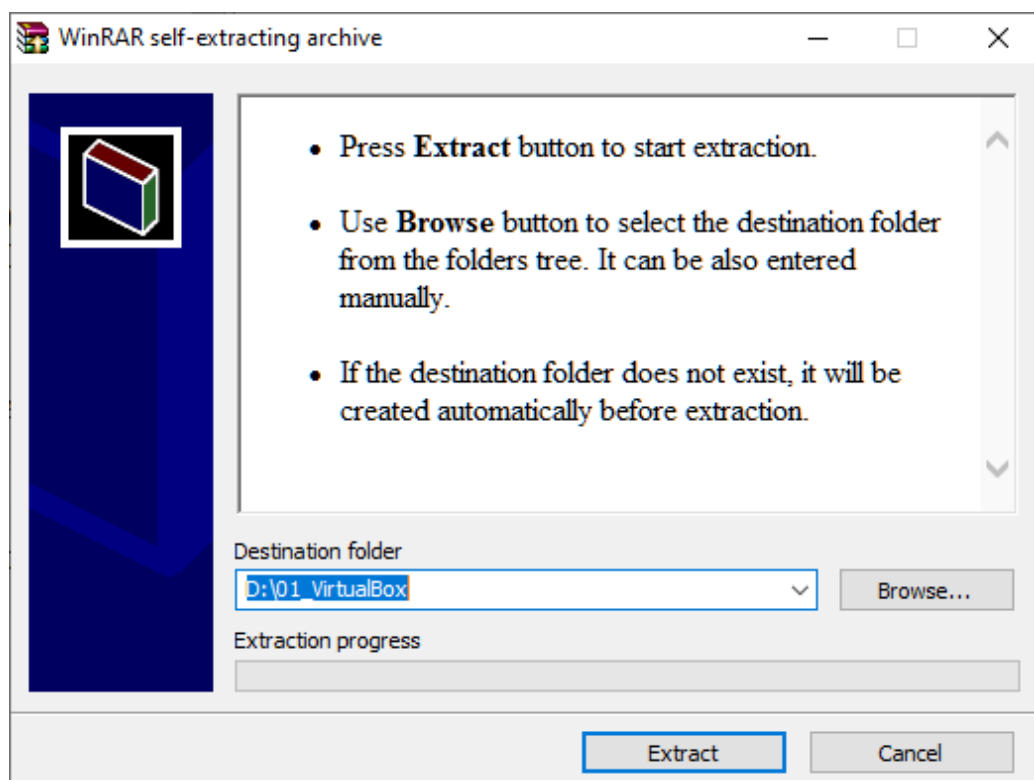 WinRAR self-extracting archive
• Press Extract button to start extraction.
• Use Browse button to select the destination folder
from the folders tree. It can be also entered
manually.
• If the destination folder does not exist, it will be
created automatically before extraction.
Destination folder
D:\01_VirtualBox
Browse...
Extraction progress
Extract
Cancel